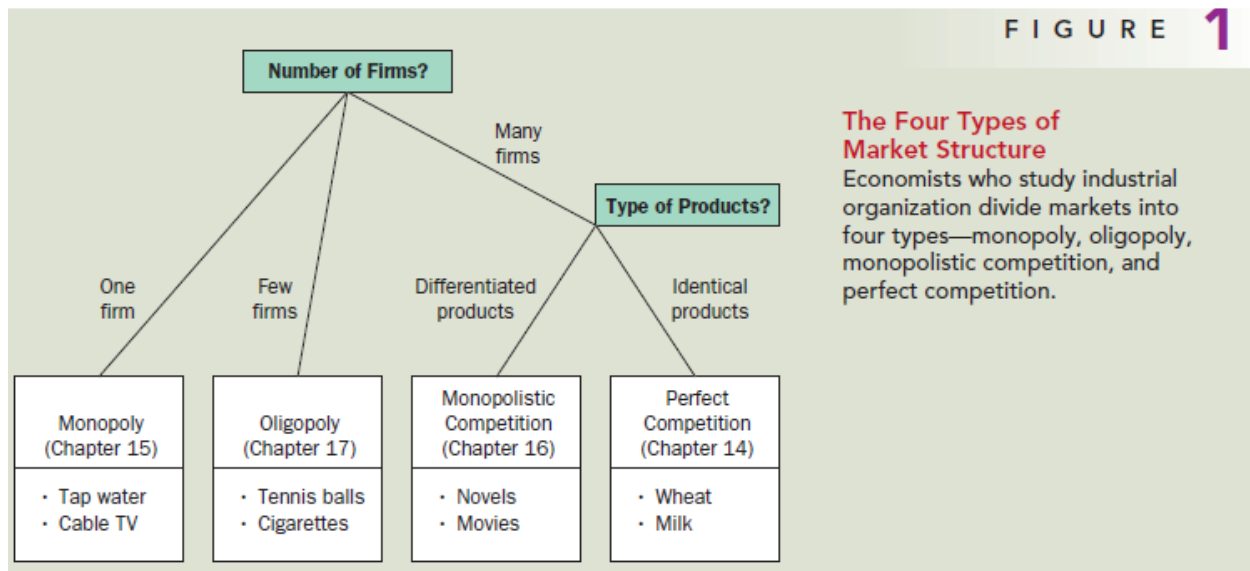 FIGURE 1
Number of Firms?
The Four Types of
Market Structure
Economists who study industrial
organization divide markets into
four types—monopoly, oligopoly,
monopolistic competition, and
perfect competition.
Many
firms
Type of Products?
One
firm
Few
firms
Differentiated
products
Identical
products
Monopoly
(Chapter 15)
• Tap water
• Cable TV
Oligopoly
(Chapter 17)
• Tennis balls
• Cigarettes
Monopolistic
Competition
(Chapter 16)
• Novels
• Movies
Perfect
Competition
(Chapter 14)
• Wheat
• Milk